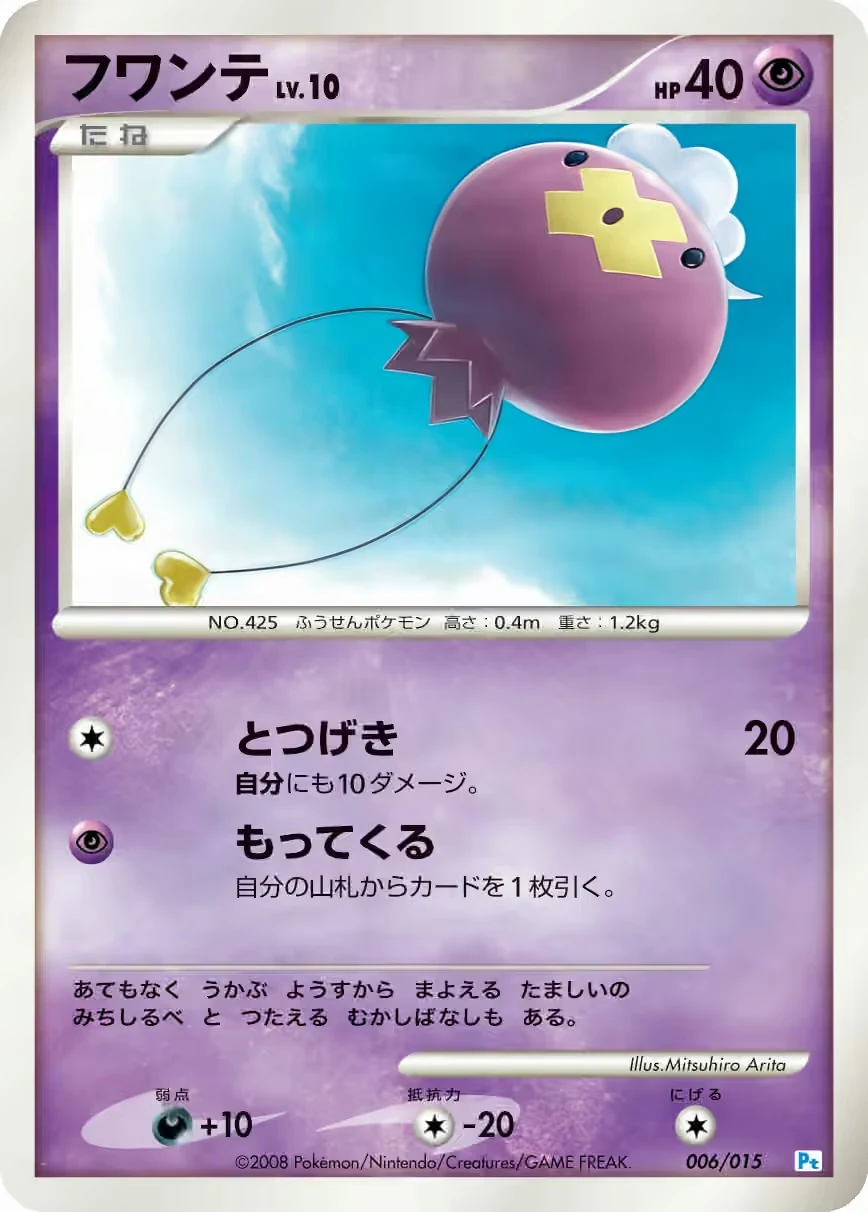 フワンテ LV.10 HP 40
たね
NO.425 ふうせんポケモン 高さ:0.4m 重さ:1.2kg
とつげき 20
自分にも10ダメージ。
もってくる
自分の山札からカードを1枚引く。
あてもなく うかぶ ようすから まよえる たましいの
みちしるべ と つたえる むかしばなしも ある。
Illus.Mitsuhiro Arita
弱点 抵抗力 にげる
+10 -20
©2008 Pokémon/Nintendo/Creatures/GAME FREAK. 006/015 Pt